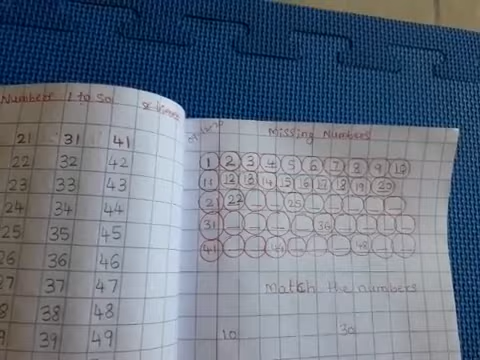 Numbers 1 to 50
21 31 41
22 32 42
23 33 43
24 34 44
25 35 45
26 36 46
27 37 47
8 38 48
9 39 49
Missing Numbers
1 2 3 4 5 6 7 8 9 10
11 12 13 14 15 16 17 18 19 20
21 22 _ _ 25 _ _ _ _ _
31 _ _ _ _ 36 _ _ _ _
41 _ _ 44 _ _ _ 48 _ _
Match the numbers
10 30